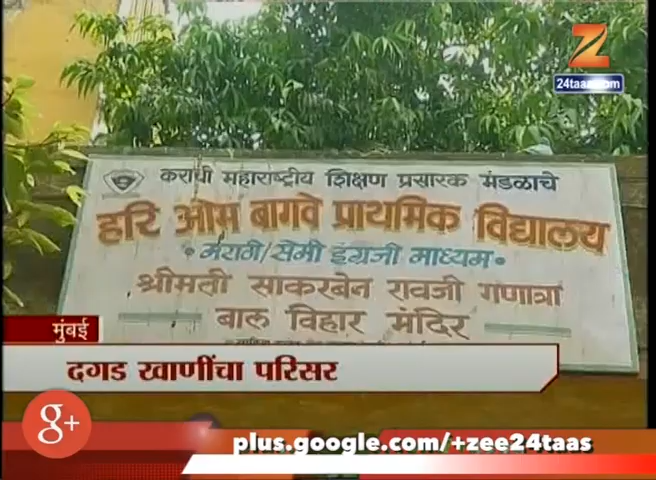 24taas.com
कराची महाराष्ट्रीय शिक्षण प्रसारक मंडळाचे
हरि ओम बागवे प्राथमिक विद्यालय
• मराठी/सेमी इंग्रजी माध्यम •
श्रीमती साकरबेन रावजी गणात्रा
बाल विहार मंदिर
मुंबई
दगड खाणींचा परिसर
g+
plus.google.com/+zee24taas